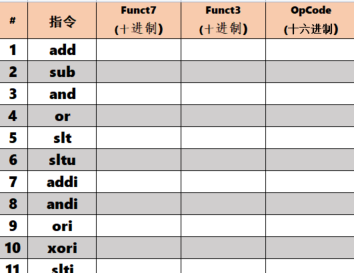 # 指令 Funct7 (十进制) Funct3 (十进制) OpCode (十六进制)
1 add
2 sub
3 and
4 or
5 slt
6 sltu
7 addi
8 andi
9 ori
10 xori
11 slti